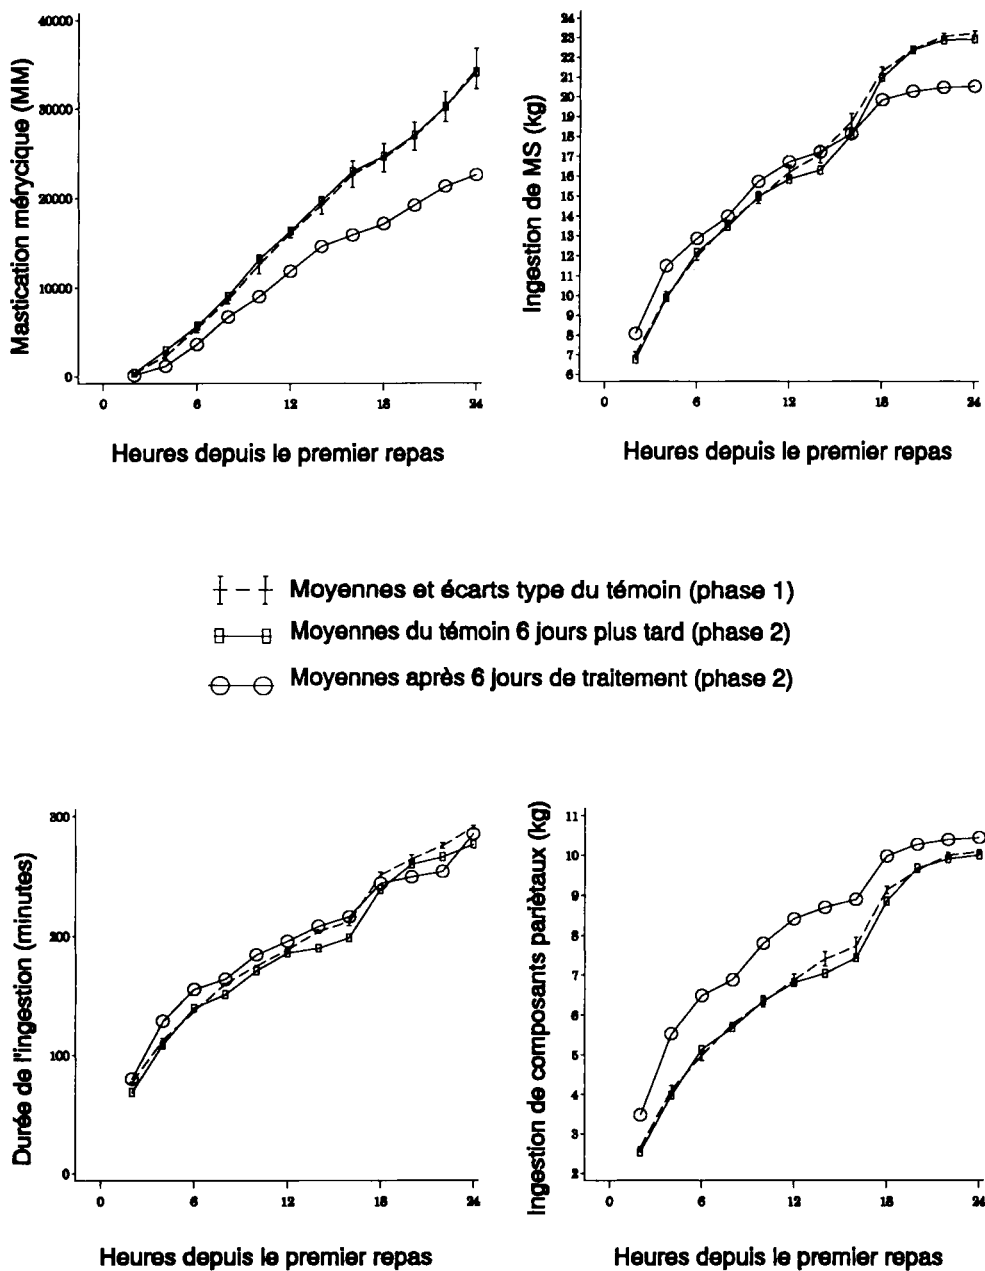 Mastication mérycique (MM)
40000
30000
20000
10000
0
0 6 12 18 24
Heures depuis le premier repas
Ingestion de MS (kg)
24
23
22
21
20
19
18
17
16
15
14
13
12
11
10
9
8
7
6
0 6 12 18 24
Heures depuis le premier repas
Moyennes et écarts type du témoin (phase 1)
Moyennes du témoin 6 jours plus tard (phase 2)
Moyennes après 6 jours de traitement (phase 2)
Durée de l'ingestion (minutes)
300
200
100
0
0 6 12 18 24
Heures depuis le premier repas
Ingestion de composants pariètaux (kg)
11
10
9
8
7
6
5
4
3
2
0 6 12 18 24
Heures depuis le premier repas